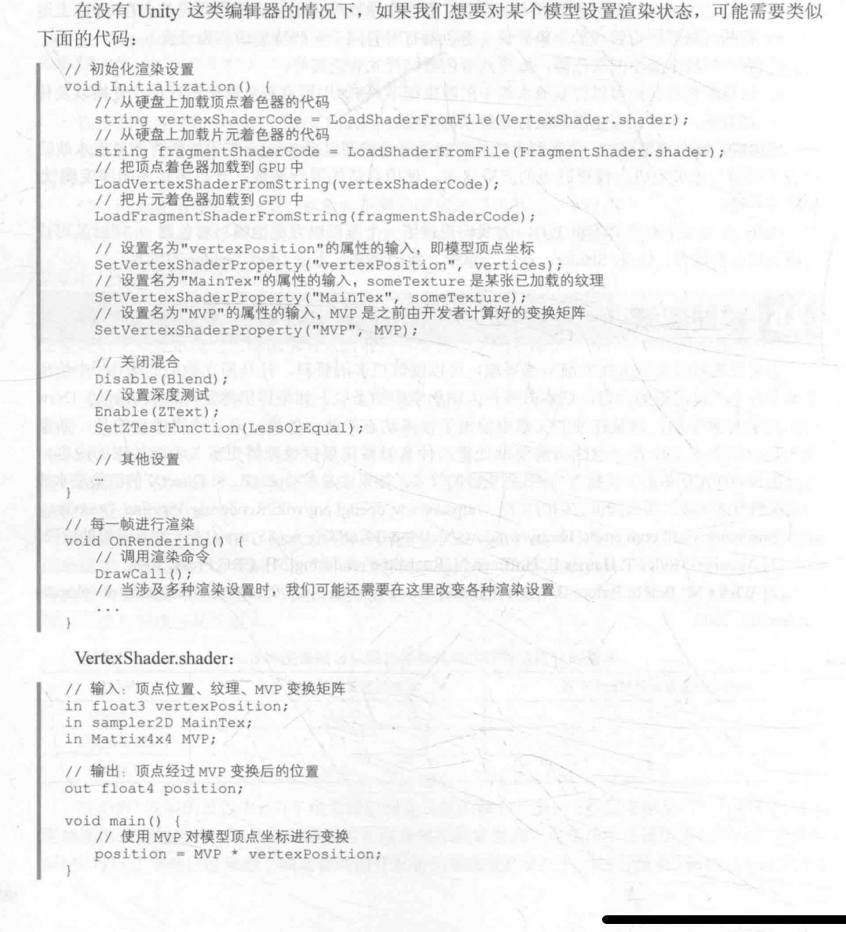 在没有 Unity 这类编辑器的情况下，如果我们想要对某个模型设置渲染状态，可能需要类似
下面的代码：
// 初始化渲染设置
void Initialization() {
// 从硬盘上加载顶点着色器的代码
string vertexShaderCode = LoadShaderFromFile(VertexShader.shader);
// 从硬盘上加载片元着色器的代码
string fragmentShaderCode = LoadShaderFromFile(FragmentShader.shader);
// 把顶点着色器加载到 GPU 中
LoadVertexShaderFromString(vertexShaderCode);
// 把片元着色器加载到 GPU 中
LoadFragmentShaderFromString(fragmentShaderCode);
// 设置名为"vertexPosition"的属性的输入，即模型顶点坐标
SetVertexShaderProperty("vertexPosition", vertices);
// 设置名为"MainTex"的属性的输入，someTexture 是某张已加载的纹理
SetVertexShaderProperty("MainTex", someTexture);
// 设置名为"MVP"的属性的输入，MVP 是之前由开发者计算好的变换矩阵
SetVertexShaderProperty("MVP", MVP);
// 关闭混合
Disable(Blend);
// 设置深度测试
Enable(ZText);
SetZTestFunction(LessOrEqual);
// 其他设置
...
}
// 每一帧进行渲染
void OnRendering() {
// 调用渲染命令
DrawCall();
// 当涉及多种渲染设置时，我们可能还需要在这里改变各种渲染设置
...
}
VertexShader.shader：
// 输入：顶点位置、纹理、MVP 变换矩阵
in float3 vertexPosition;
in sampler2D MainTex;
in Matrix4x4 MVP;
// 输出：顶点经过 MVP 变换后的位置
out float4 position;
void main() {
// 使用 MVP 对模型顶点坐标进行变换
position = MVP * vertexPosition;
}